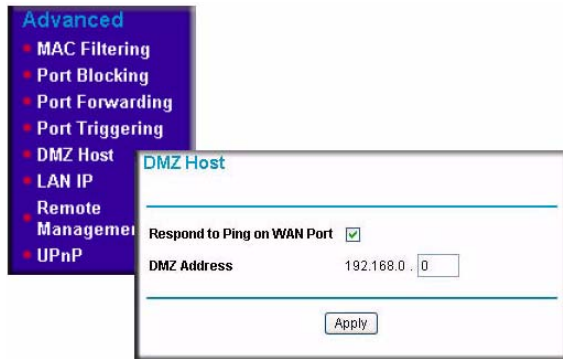 Advanced
MAC Filtering
Port Blocking
Port Forwarding
Port Triggering
DMZ Host
LAN IP
Remote
Managemen
UPnP
DMZ Host
Respond to Ping on WAN Port
DMZ Address 192.168.0 . 0
Apply